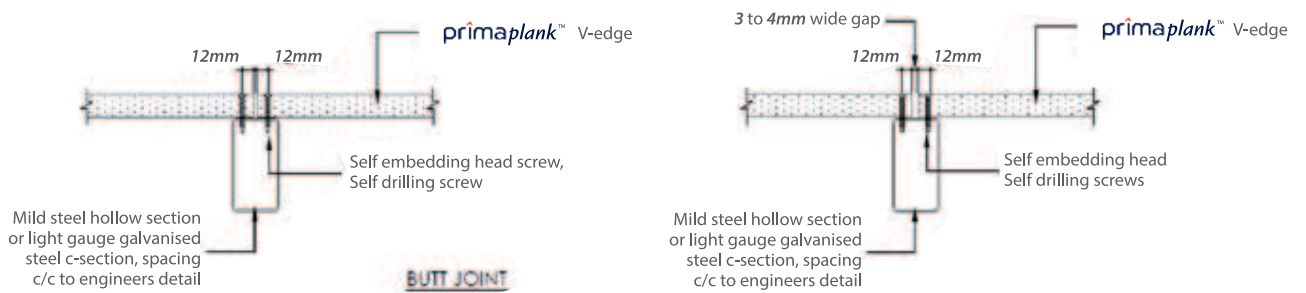 prîmaplank™ V-edge
12mm 12mm
Self embedding head screw,
Self drilling screw
Mild steel hollow section
or light gauge galvanised
steel c-section, spacing
c/c to engineers detail
BUTT JOINT
3 to 4mm wide gap
prîmaplank™ V-edge
12mm 12mm
Self embedding head
Self drilling screws
Mild steel hollow section
or light gauge galvanised
steel c-section, spacing
c/c to engineers detail